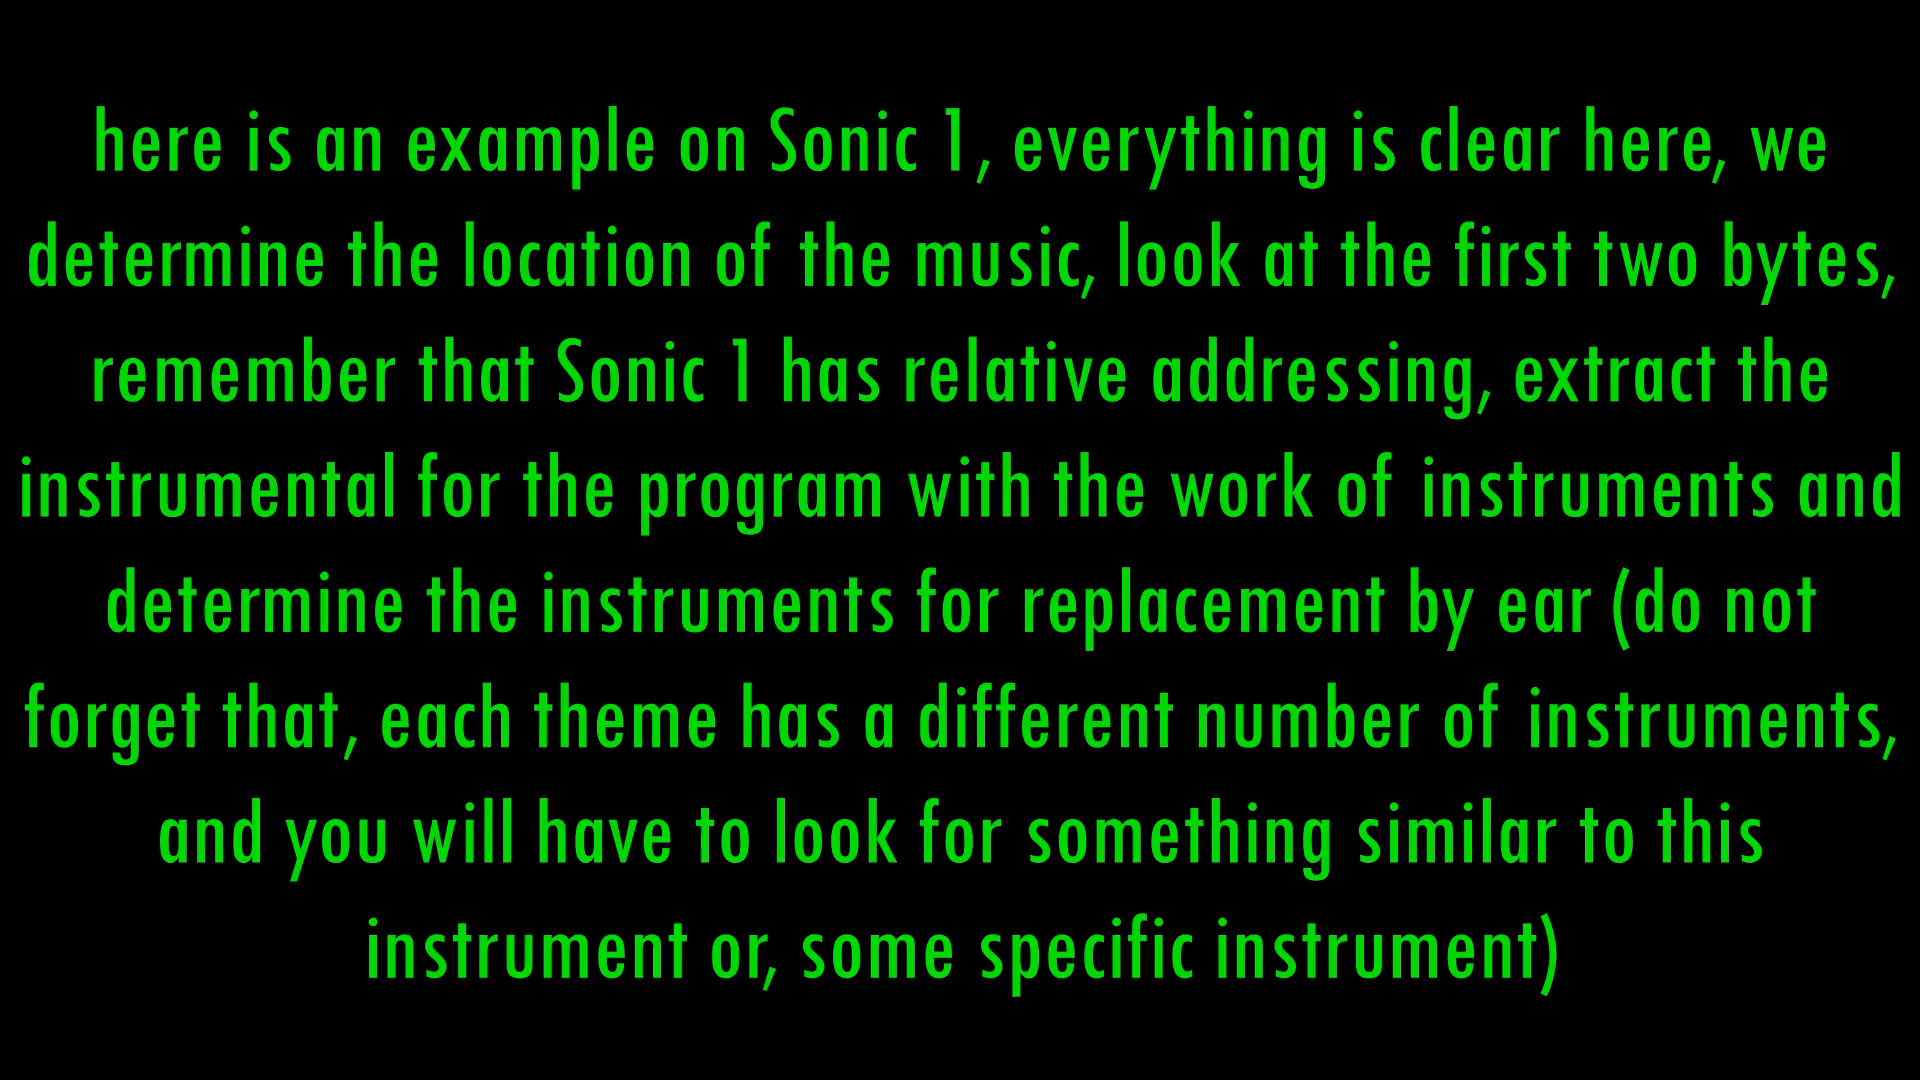 here is an example on Sonic 1, everything is clear here, we
determine the location of the music, look at the first two bytes,
remember that Sonic 1 has relative addressing, extract the
instrumental for the program with the work of instruments and
determine the instruments for replacement by ear (do not
forget that, each theme has a different number of instruments,
and you will have to look for something similar to this
instrument or, some specific instrument)